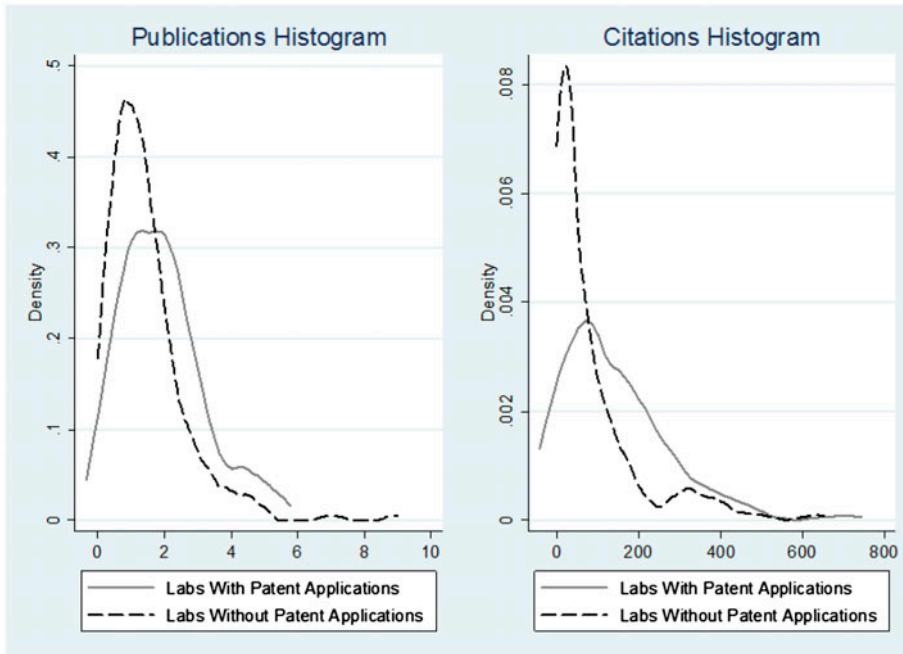 Publications Histogram
Density
.5
.4
.3
.2
.1
0
0 2 4 6 8 10
Labs With Patent Applications
Labs Without Patent Applications
Citations Histogram
Density
.008
.006
.004
.002
0
0 200 400 600 800
Labs With Patent Applications
Labs Without Patent Applications